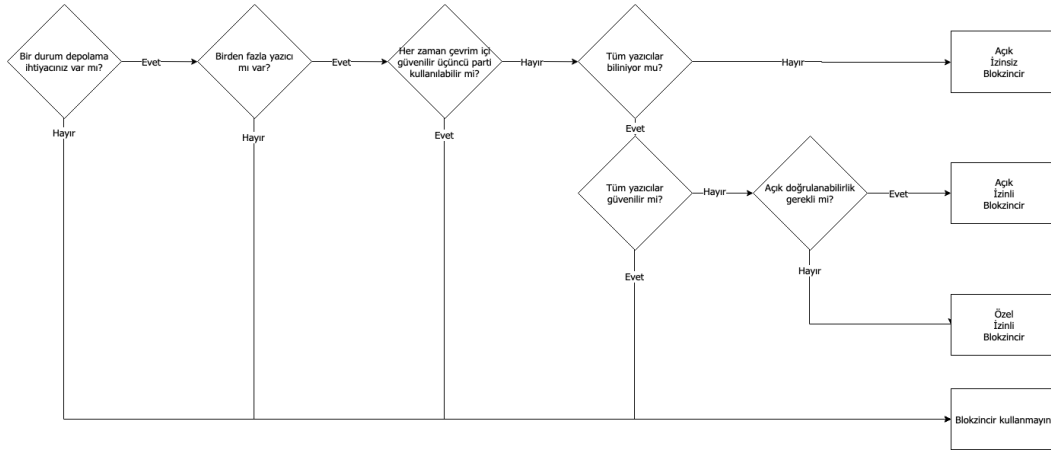 Bir durum depolama
ihtiyacınız var mı?
Evet
Birden fazla yazıcı
mı var?
Evet
Her zaman çevrim içi
güvenilir üçüncü parti
kullanılabilir mi?
Hayır
Tüm yazıcılar
biliniyor mu?
Hayır
Açık
İzinsiz
Blokzincir
Hayır
Hayır
Evet
Evet
Tüm yazıcılar
güvenilir mi?
Hayır
Açık doğrulanabilirlik
gerekli mi?
Evet
Açık
İzinli
Blokzincir
Evet
Hayır
Özel
İzinli
Blokzincir
Blokzincir kullanmayın